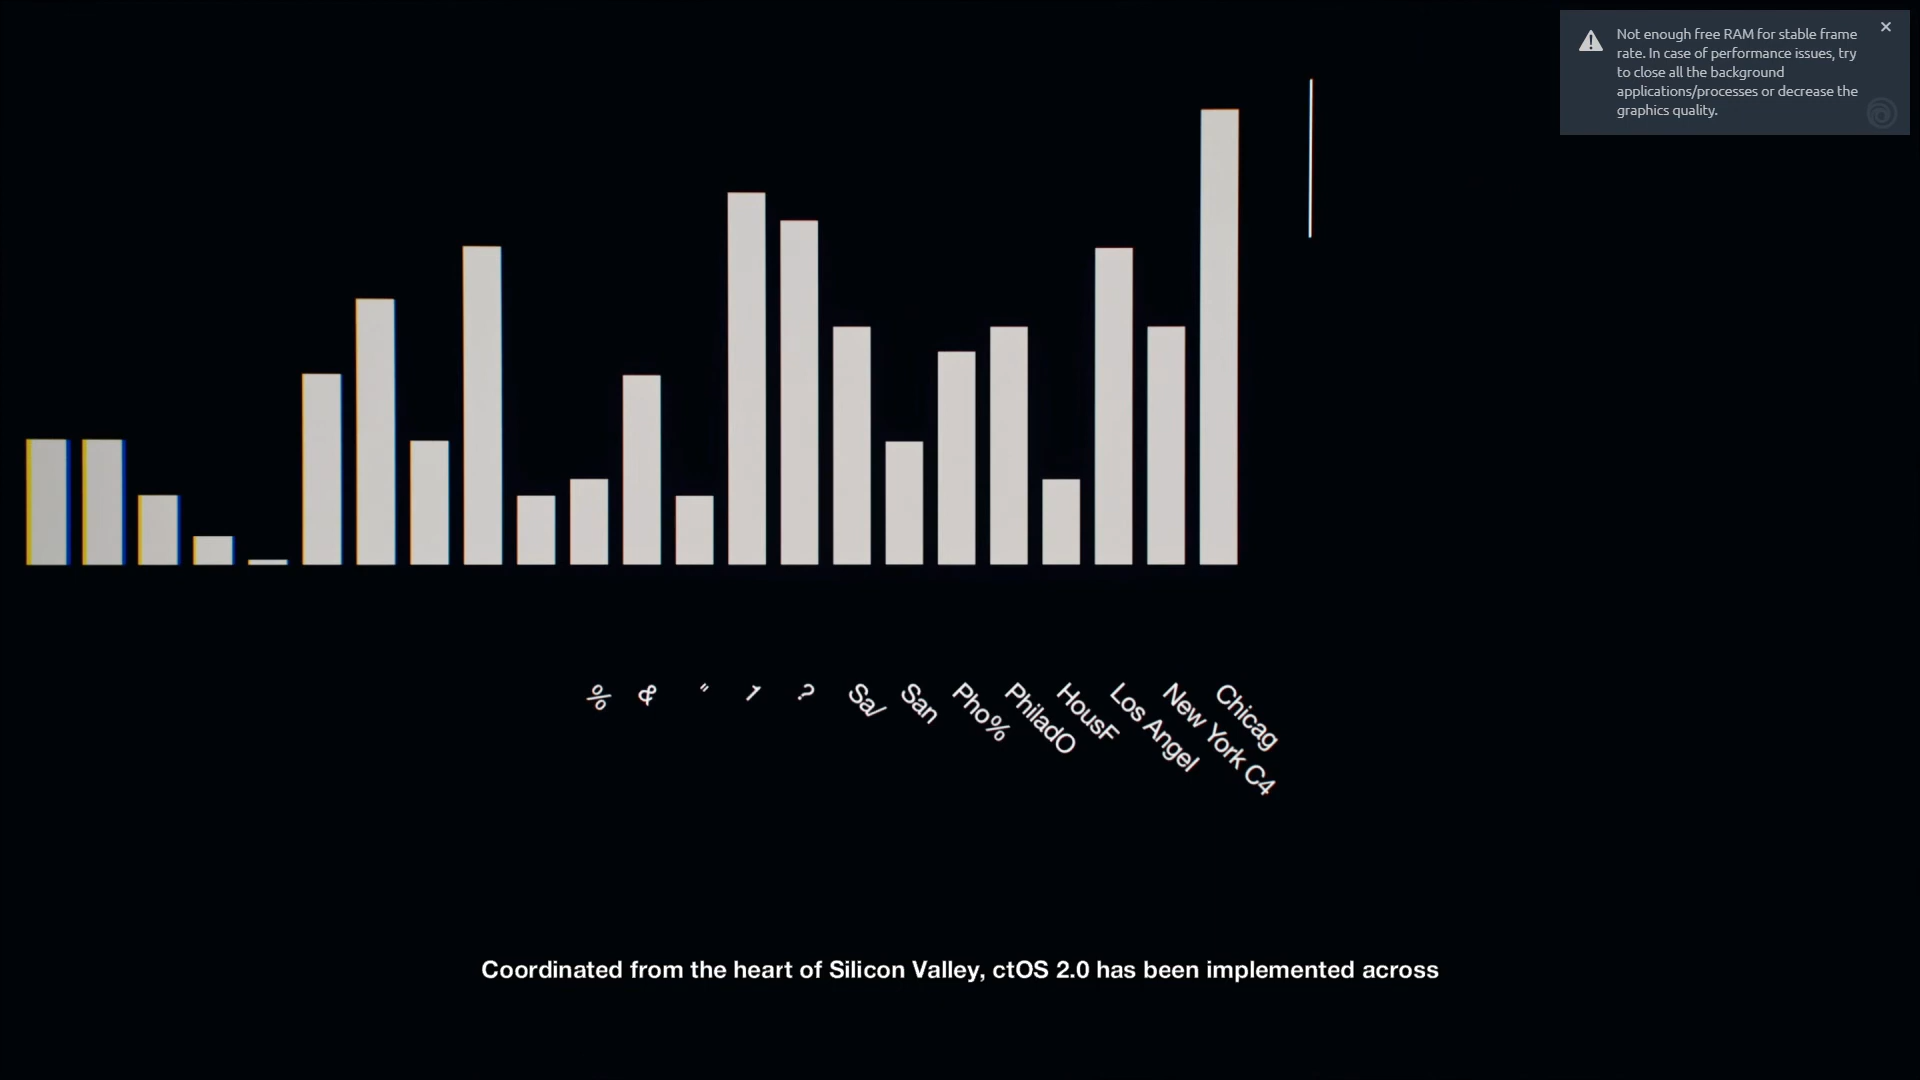 Not enough free RAM for stable frame
rate. In case of performance issues, try
to close all the background
applications/processes or decrease the
graphics quality.
%
&
"
1
?
Sa/
San
Pho%
PhiladO
HousF
Los Angel
New York C4
Chicag
Coordinated from the heart of Silicon Valley, ctOS 2.0 has been implemented across